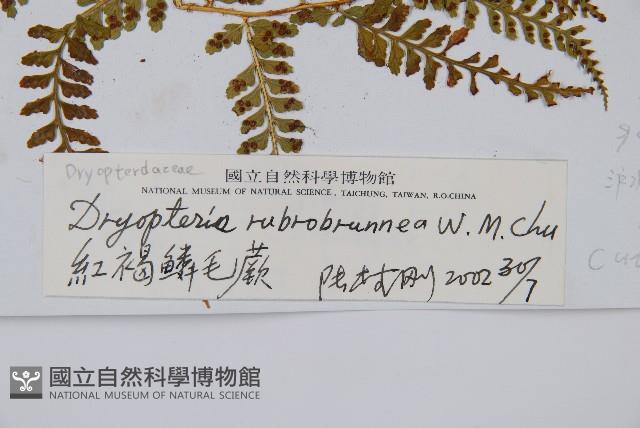 Dryopterdaceae
國立自然科學博物館
NATIONAL MUSEUM OF NATURAL SCIENCE, TAICHUNG, TAIWAN, R.O.CHINA
Dryopteris rubrobrunnea W. M. Chu
紅褐鱗毛蕨
2002 30/7
國立自然科學博物館
NATIONAL MUSEUM OF NATURAL SCIENCE